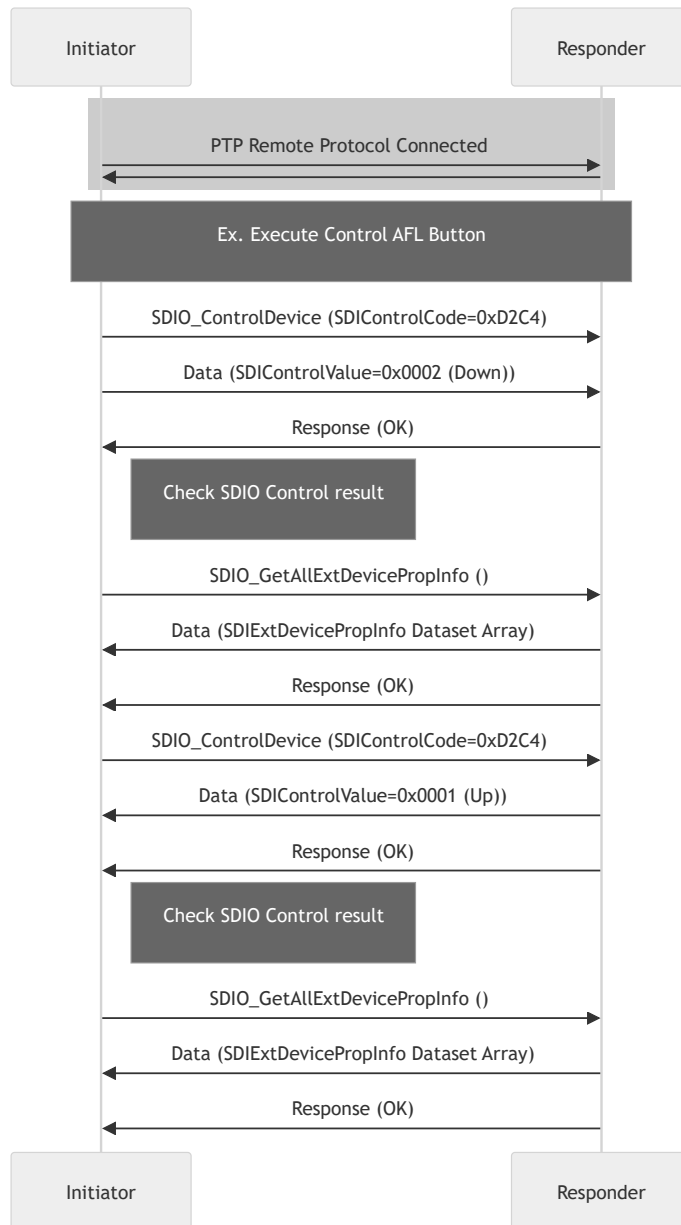 Initiator
Responder
PTP Remote Protocol Connected
Ex. Execute Control AFL Button
SDIO_ControlDevice (SDIControlCode=0xD2C4)
Data (SDIControlValue=0x0002 (Down))
Response (OK)
Check SDIO Control result
SDIO_GetAllExtDevicePropInfo ()
Data (SDIExtDevicePropInfo Dataset Array)
Response (OK)
SDIO_ControlDevice (SDIControlCode=0xD2C4)
Data (SDIControlValue=0x0001 (Up))
Response (OK)
Check SDIO Control result
SDIO_GetAllExtDevicePropInfo ()
Data (SDIExtDevicePropInfo Dataset Array)
Response (OK)
Initiator
Responder